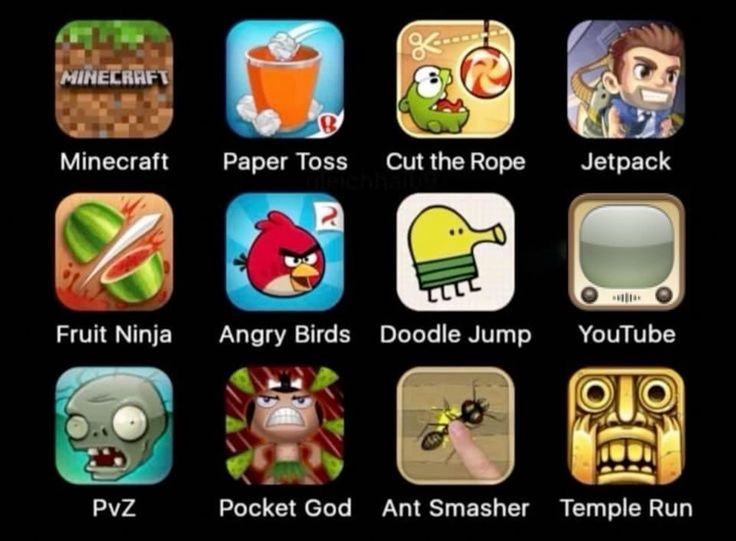 MINECRAFT
Minecraft Paper Toss Cut the Rope Jetpack
Fruit Ninja Angry Birds Doodle Jump YouTube
PvZ Pocket God Ant Smasher Temple Run